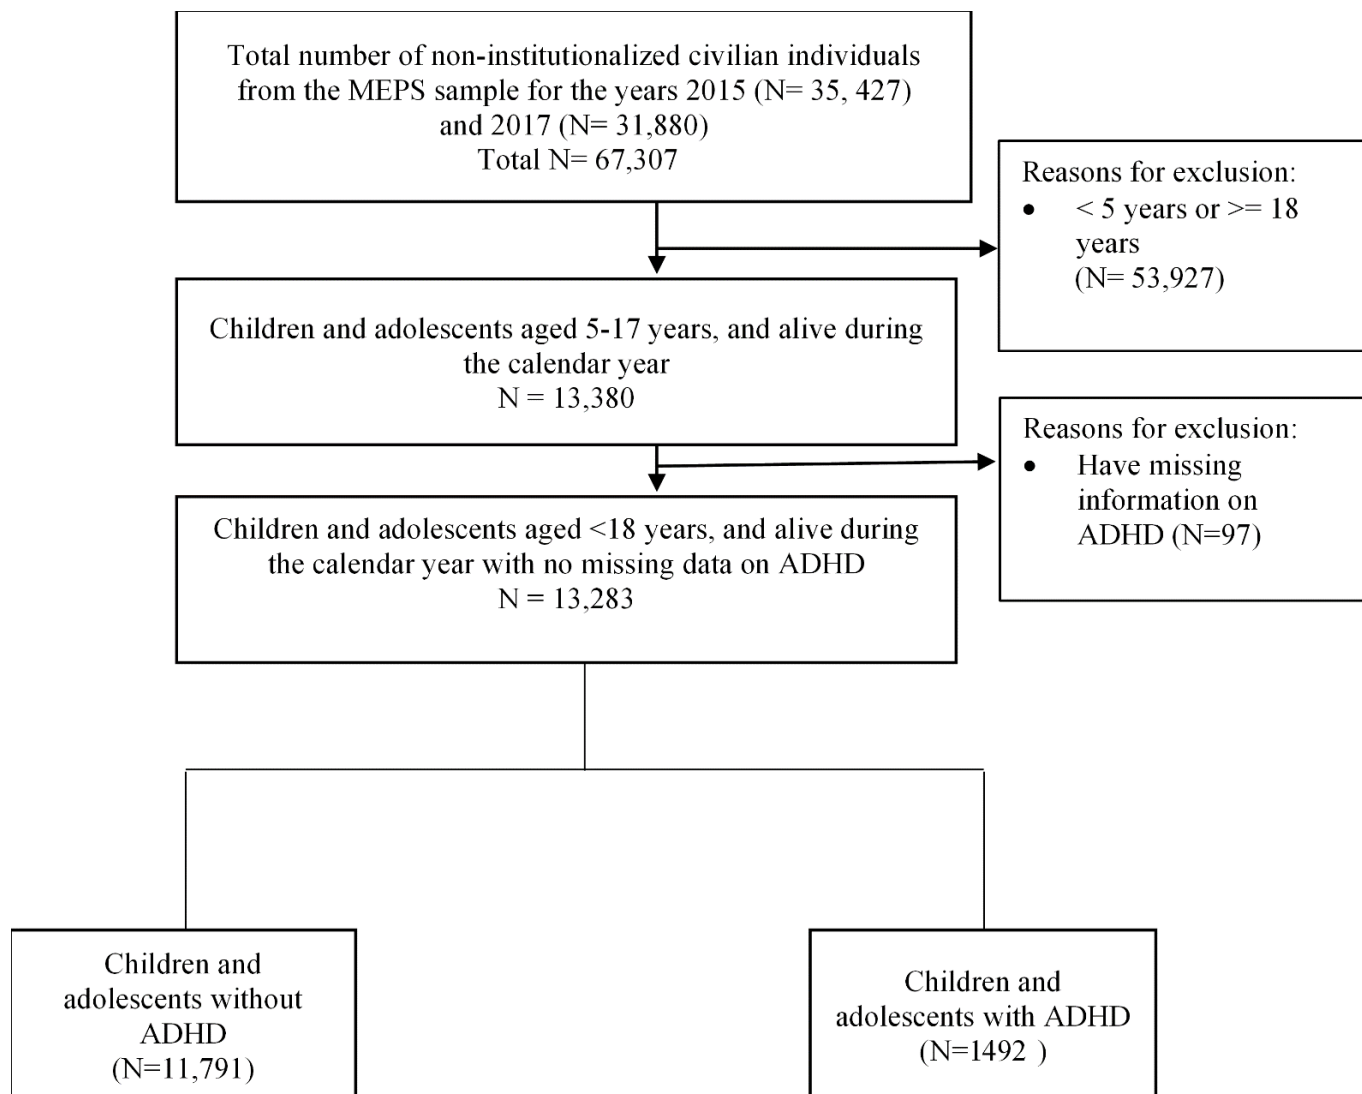 Total number of non-institutionalized civilian individuals
from the MEPS sample for the years 2015 (N= 35, 427)
and 2017 (N= 31,880)
Total N= 67,307
Reasons for exclusion:
• < 5 years or >= 18
years
(N= 53,927)
Children and adolescents aged 5-17 years, and alive during
the calendar year
N = 13,380
Reasons for exclusion:
• Have missing
information on
ADHD (N=97)
Children and adolescents aged <18 years, and alive during
the calendar year with no missing data on ADHD
N = 13,283
Children and
adolescents without
ADHD
(N=11,791)
Children and
adolescents with ADHD
(N=1492 )